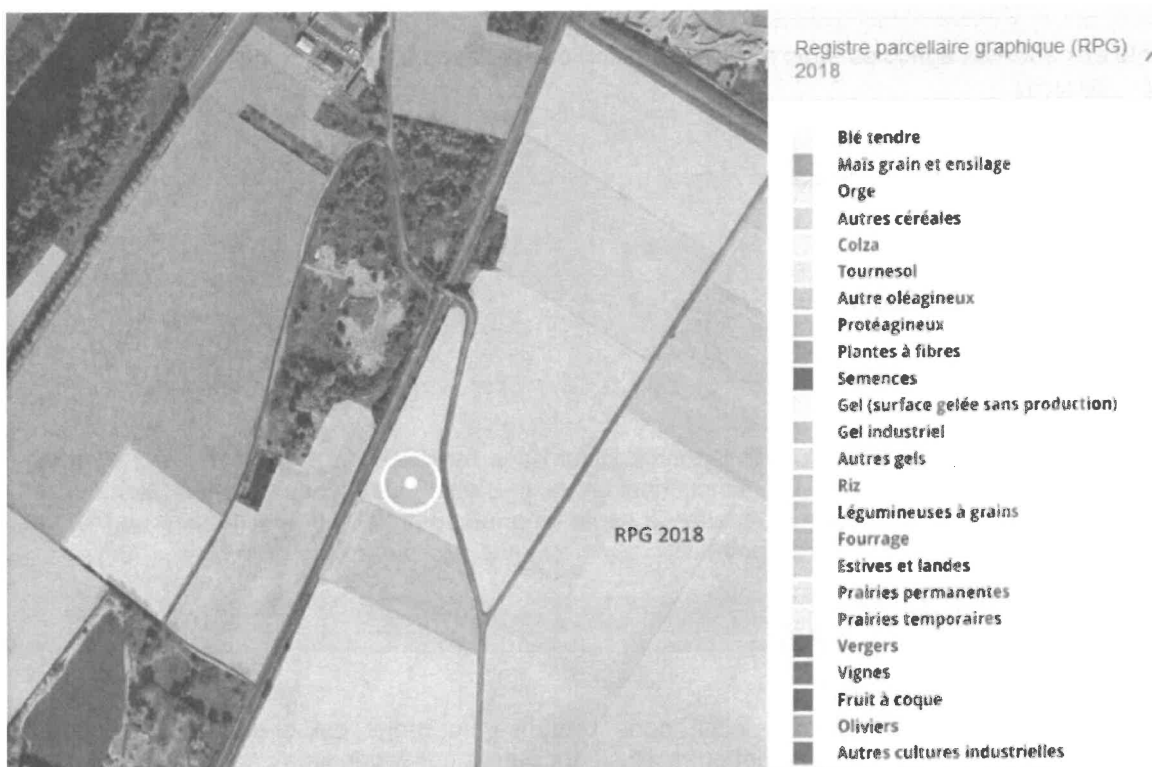 Registre parcellaire graphique (RPG)
2018
Blé tendre
Maïs grain et ensilage
Orge
Autres céréales
Colza
Tournesol
Autre oléagineux
Protéagineux
Plantes à fibres
Semences
Gel (surface gelée sans production)
Gel industriel
Autres gels
Riz
Légumineuses à grains
Fourrage
Estives et landes
Prairies permanentes
Prairies temporaires
Vergers
Vignes
Fruit à coque
Oliviers
Autres cultures industrielles
RPG 2018